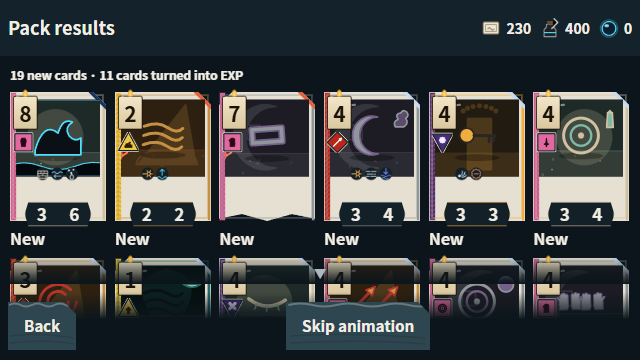 Pack results
230 400 0
19 new cards · 11 cards turned into EXP
8 2 7 4 4 4
3 6 2 2 3 4 3 3 3 4
New New New New New New
3 1 4 4 4 4
Back Skip animation